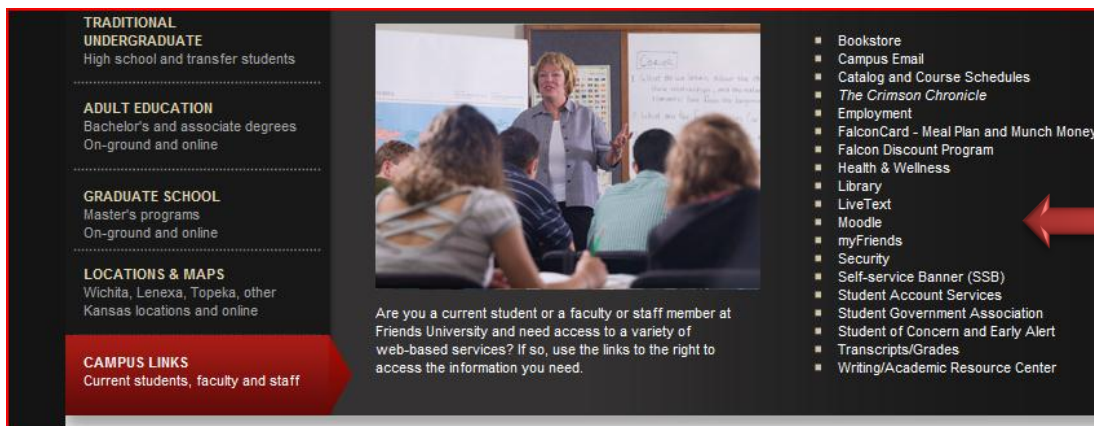 TRADITIONAL
UNDERGRADUATE
High school and transfer students
ADULT EDUCATION
Bachelor's and associate degrees
On-ground and online
GRADUATE SCHOOL
Master's programs
On-ground and online
LOCATIONS & MAPS
Wichita, Lenexa, Topeka, other
Kansas locations and online
CAMPUS LINKS
Current students, faculty and staff
Are you a current student or a faculty or staff member at
Friends University and need access to a variety of
web-based services? If so, use the links to the right to
access the information you need.
Bookstore
Campus Email
Catalog and Course Schedules
The Crimson Chronicle
Employment
FalconCard - Meal Plan and Munch Money
Falcon Discount Program
Health & Wellness
Library
LiveText
Moodle
myFriends
Security
Self-service Banner (SSB)
Student Account Services
Student Government Association
Student of Concern and Early Alert
Transcripts/Grades
Writing/Academic Resource Center